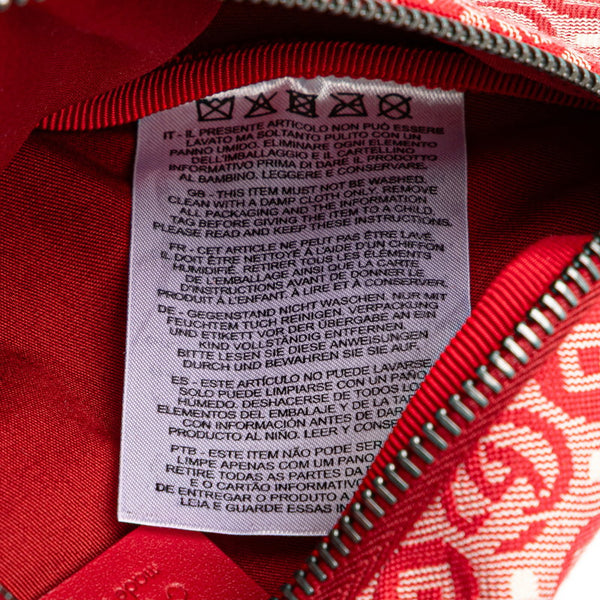 IT - IL PRESENTE ARTICOLO NON PUÒ ESSERE
LAVATO MA SOLTANTO PULITO CON UN
PANNO UMIDO. ELIMINARE OGNI ELEMENTO
DELL'IMBALLAGGIO E IL CARTELLINO
INFORMATIVO PRIMA DI DARE IL PRODOTTO
AL BAMBINO. LEGGERE E CONSERVARE.
GB - THIS ITEM MUST NOT BE WASHED.
CLEAN WITH A DAMP CLOTH ONLY. REMOVE
ALL PACKAGING AND THE INFORMATION
TAG BEFORE GIVING THE ITEM TO A CHILD.
PLEASE READ AND KEEP THESE INSTRUCTIONS.
FR - CET ARTICLE NE PEUT PAS ÊTRE LAVÉ.
IL DOIT ÊTRE NETTOYÉ À L'AIDE D'UN CHIFFON
HUMIDIFIÉ. RETIRER TOUS LES ÉLÉMENTS
DE L'EMBALAGE AINSI QUE LA CARTE
D'INSTRUCTIONS AVANT DE DONNER LE
PRODUIT À L'ENFANT. À LIRE ET À CONSERVER.
DE - GEGENSTAND NICHT WASCHEN. NUR MIT
FEUCHTEM TUCH REINIGEN. VERPACKUNG
UND ETIKETT VOR DER ÜBERGABE AN EIN
KIND VOLLSTÄNDIG ENTFERNEN.
BITTE LESEN SIE DIESE ANWEISUNGEN
DURCH UND BEWAHREN SIE SIE AUF.
ES - ESTE ARTÍCULO NO PUEDE LAVARSE
SOLO PUEDE LIMPIARSE CON UN PAÑO
HÚMEDO. DESHACERSE DE TODOS LOS
ELEMENTOS DEL EMBALAJE Y DE LA TA
CON INFORMACIÓN ANTES DE DAR
PRODUCTO AL NIÑO. LEER Y CONSER
PTB - ESTE ITEM NÃO PODE SER
LIMPE APENAS COM UM PANO
RETIRE TODAS AS PARTES DA
E O CARTÃO INFORMATIVO
DE ENTREGAR O PRODUTO A
LEIA E GUARDE ESSAS IN